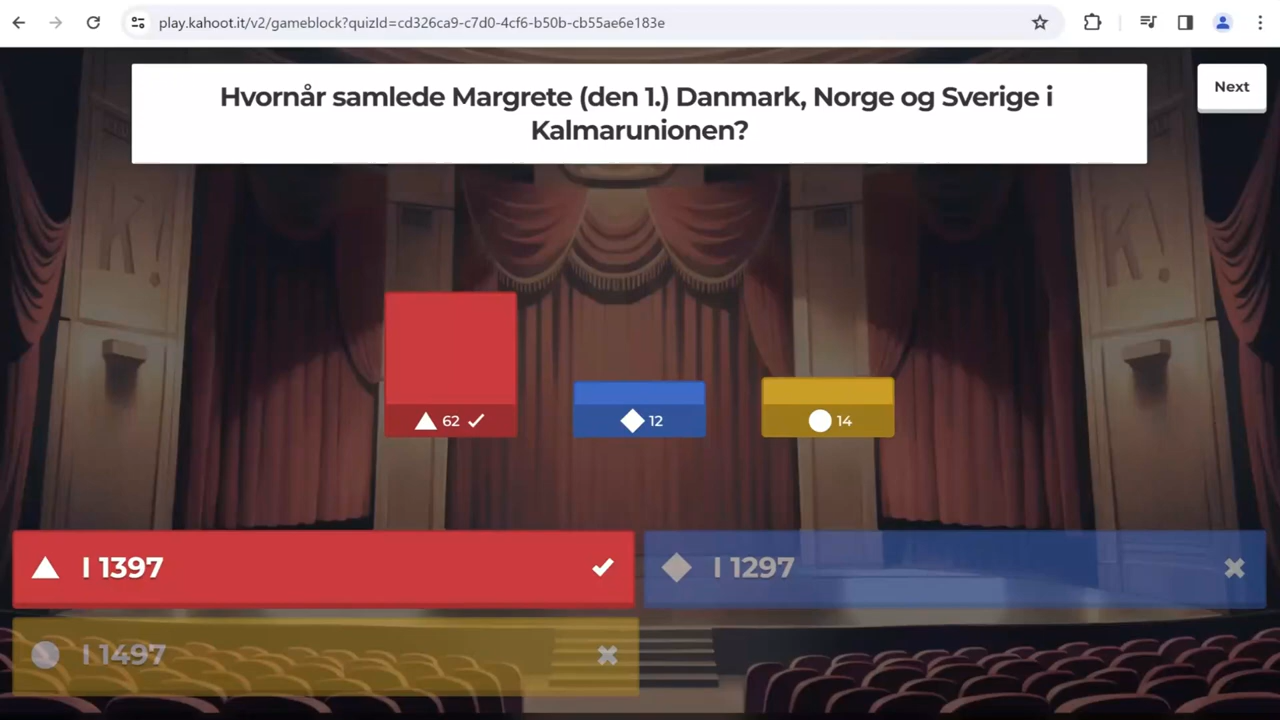 play.kahoot.it/v2/gameblock?quizId=cd326ca9-c7d0-4cf6-b50b-cb55ae6e183e
Hvornår samlede Margrete (den 1.) Danmark, Norge og Sverige i
Kalmarunionen?
Next
K!
K!
62
12
14
I 1397
I 1297
I 1497